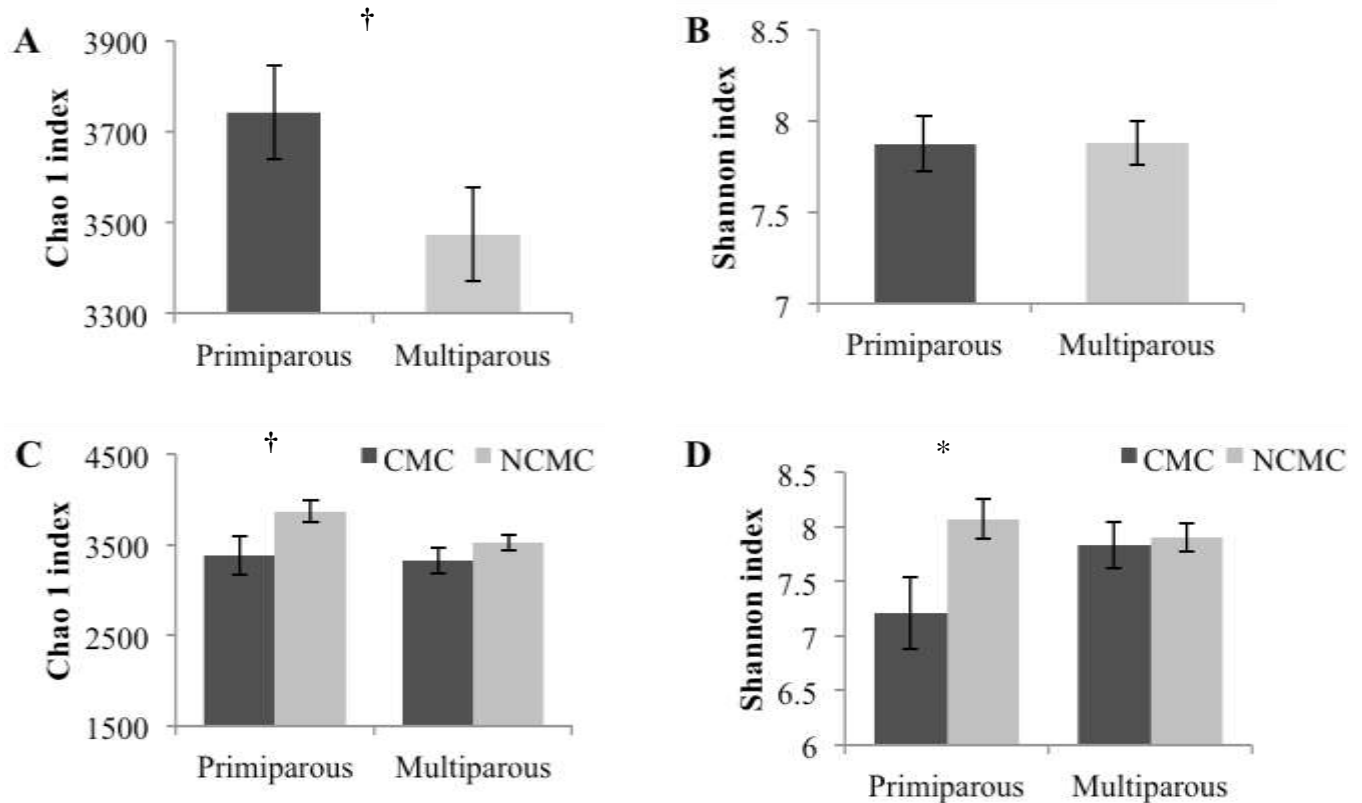 A
†
Chao 1 index
3900
3700
3500
3300
Primiparous
Multiparous
B
Shannon index
8.5
8
7.5
7
Primiparous
Multiparous
C
†
CMC
NCMC
Chao 1 index
4500
3500
2500
1500
Primiparous
Multiparous
D
*
CMC
NCMC
Shannon index
8.5
8
7.5
7
6.5
6
Primiparous
Multiparous